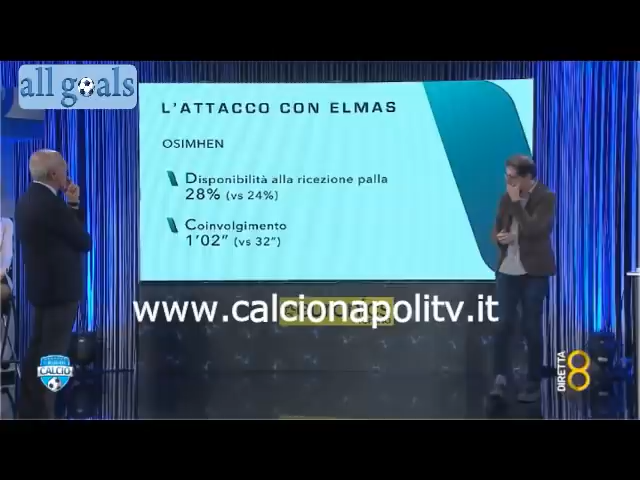 all goals
L'ATTACCO CON ELMAS
OSIMHEN
Disponibilità alla ricezione palla
28% (vs 24%)
Coinvolgimento
1'02" (vs 32")
www.calcionapolitv.it
CALCIO
DIRETTA
8